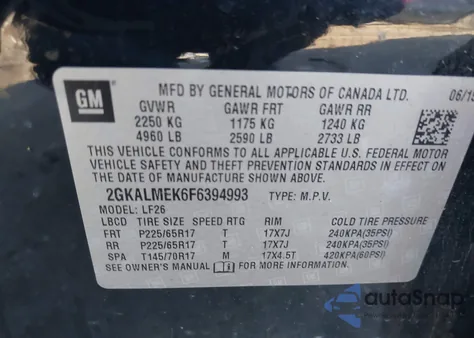 GM
MFD BY GENERAL MOTORS OF CANADA LTD. 06/15
GVWR GAWR FRT GAWR RR
2250 KG 1175 KG 1240 KG
4960 LB 2590 LB 2733 LB
THIS VEHICLE CONFORMS TO ALL APPLICABLE U.S. FEDERAL MOTOR
VEHICLE SAFETY AND THEFT PREVENTION STANDARDS IN EFFECT ON
THE DATE OF MANUFACTURE SHOWN ABOVE.
2GKALMEK6F6394993 TYPE: M.P.V.
MODEL: LF26
LBCD TIRE SIZE SPEED RTG RIM COLD TIRE PRESSURE
FRT P225/65R17 T 17X7J 240KPA(35PSI)
RR P225/65R17 T 17X7J 240KPA(35PSI)
SPA T145/70R17 M 17X4.5T 420KPA(60PSI)
SEE OWNER'S MANUAL FOR MORE INFORMATION.
autoSnap